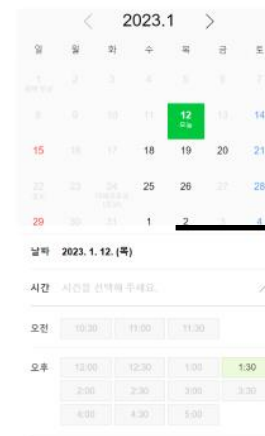 < 2023.1 >
일 월 화 수 목 금 토
1 2 3 4 5 6 7
8 9 10 11 12 13 14
오늘
15 16 17 18 19 20 21
22 23 24 25 26 27 28
29 30 31 1 2 3 4
날짜 2023. 1. 12. (목)
시간 시간을 선택해 주세요.
오전 10:30 11:00 11:30
오후 12:00 12:30 1:00 1:30
2:00 2:30 3:00 3:30
4:00 4:30 5:00